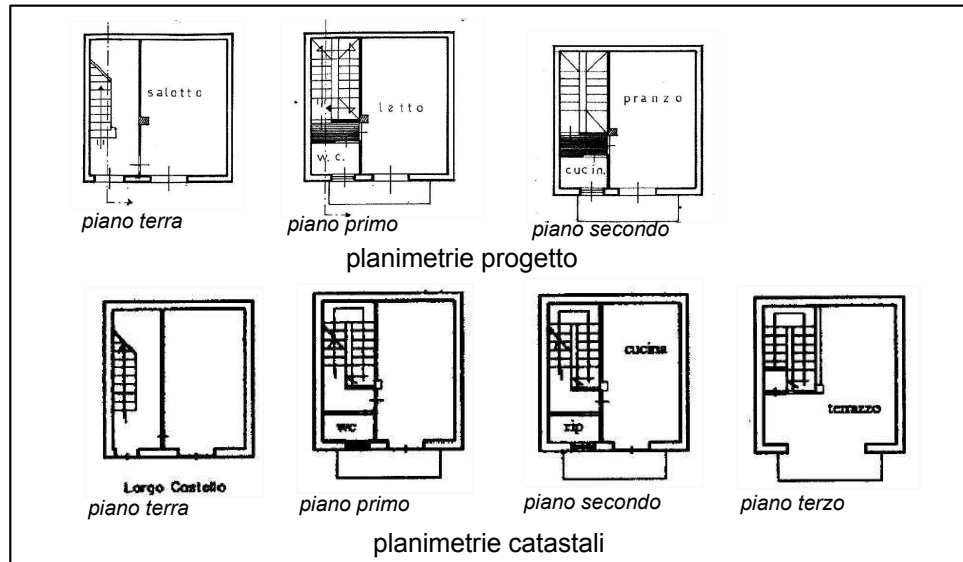 salotto
letto
w.c.
pranzo
cucin.
piano terra
piano primo
piano secondo
planimetrie progetto
wc
cucina
rip
terrazzo
Largo Castello
piano terra
piano primo
piano secondo
piano terzo
planimetrie catastali